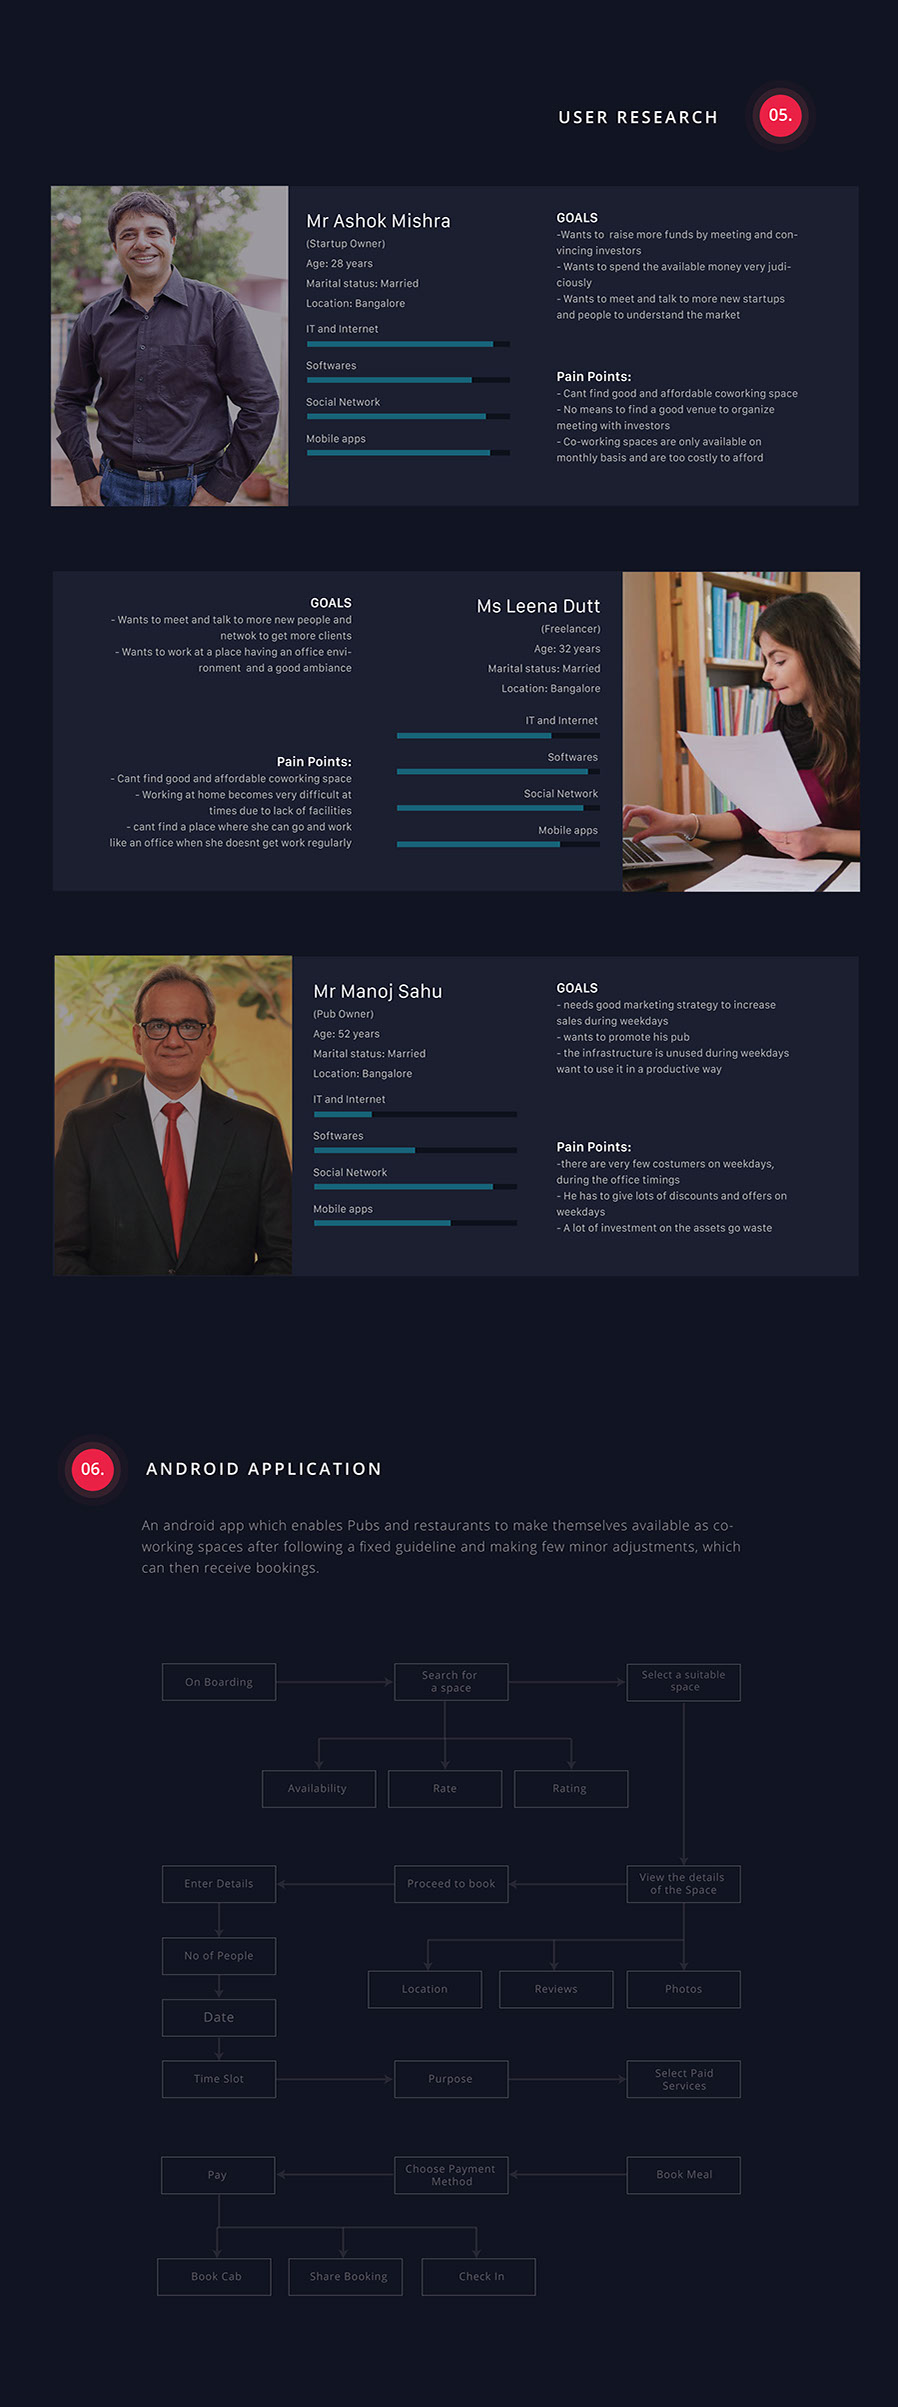 USER RESEARCH
05.
Mr Ashok Mishra
(Startup Owner)
Age: 28 years
Marital status: Married
Location: Bangalore
IT and Internet
Softwares
Social Network
Mobile apps
GOALS
-Wants to  raise more funds by meeting and con-
vincing investors
- Wants to spend the available money very judi-
ciously
- Wants to meet and talk to more new startups
and people to understand the market
Pain Points:
- Cant find good and affordable coworking space
- No means to find a good venue to organize
meeting with investors
- Co-working spaces are only available on
monthly basis and are too costly to afford
GOALS
- Wants to meet and talk to more new people and
netwok to get more clients
- Wants to work at a place having an office envi-
ronment  and a good ambiance
Pain Points:
- Cant find good and affordable coworking space
- Working at home becomes very difficult at
times due to lack of facilities
- cant find a place where she can go and work
like an office when she doesnt get work regularly
Ms Leena Dutt
(Freelancer)
Age: 32 years
Marital status: Married
Location: Bangalore
IT and Internet
Softwares
Social Network
Mobile apps
Mr Manoj Sahu
(Pub Owner)
Age: 52 years
Marital status: Married
Location: Bangalore
IT and Internet
Softwares
Social Network
Mobile apps
GOALS
- needs good marketing strategy to increase
sales during weekdays
- wants to promote his pub
- the infrastructure is unused during weekdays
want to use it in a productive way
Pain Points:
-there are very few costumers on weekdays,
during the office timings
- He has to give lots of discounts and offers on
weekdays
- A lot of investment on the assets go waste
06.
ANDROID APPLICATION
An android app which enables Pubs and restaurants to make themselves available as co-
working spaces after following a fixed guideline and making few minor adjustments, which
can then receive bookings.
On Boarding
Search for
a space
Select a suitable
space
Availability
Rate
Rating
Enter Details
Proceed to book
View the details
of the Space
No of People
Location
Reviews
Photos
Date
Time Slot
Purpose
Select Paid
Services
Pay
Choose Payment
Method
Book Meal
Book Cab
Share Booking
Check In